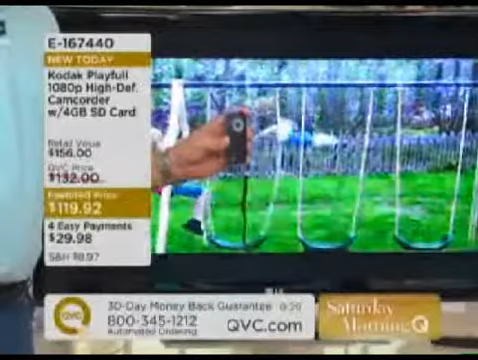 E-167440
NEW TODAY
Kodak Playfull
1080p High-Def.
Camcorder
w/4GB SD Card
Retail Value
$156.00
QVC Price
$132.00
Featured Price
$119.92
4 Easy Payments
$29.98
S&H $8.97
QVC
30-Day Money Back Guarantee
800-345-1212
Automated Ordering
QVC.com
Saturday
Morning Q